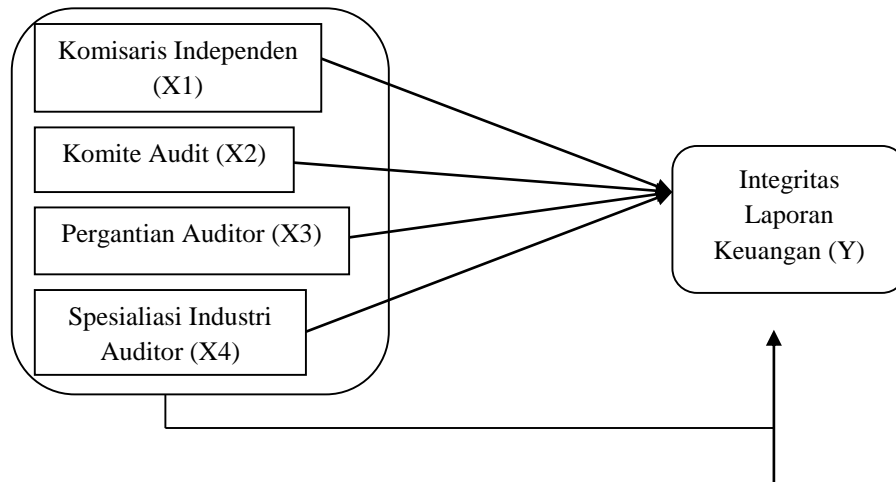 Komisaris Independen
(X1)
Komite Audit (X2)
Pergantian Auditor (X3)
Spesialiasi Industri
Auditor (X4)
Integritas
Laporan
Keuangan (Y)